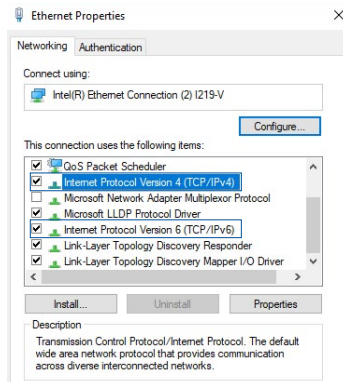 Ethernet Properties
Networking
Authentication
Connect using:
Intel(R) Ethernet Connection (2) I219-V
Configure...
This connection uses the following items:
QoS Packet Scheduler
Internet Protocol Version 4 (TCP/IPv4)
Microsoft Network Adapter Multiplexor Protocol
Microsoft LLDP Protocol Driver
Internet Protocol Version 6 (TCP/IPv6)
Link-Layer Topology Discovery Responder
Link-Layer Topology Discovery Mapper I/O Driver
Install...
Uninstall
Properties
Description
Transmission Control Protocol/Internet Protocol. The default
wide area network protocol that provides communication
across diverse interconnected networks.